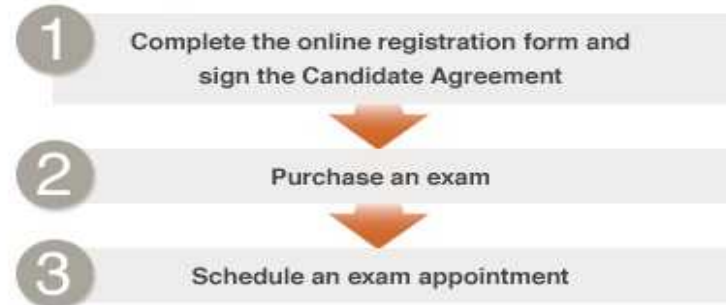 1
Complete the online registration form and
sign the Candidate Agreement
2
Purchase an exam
3
Schedule an exam appointment